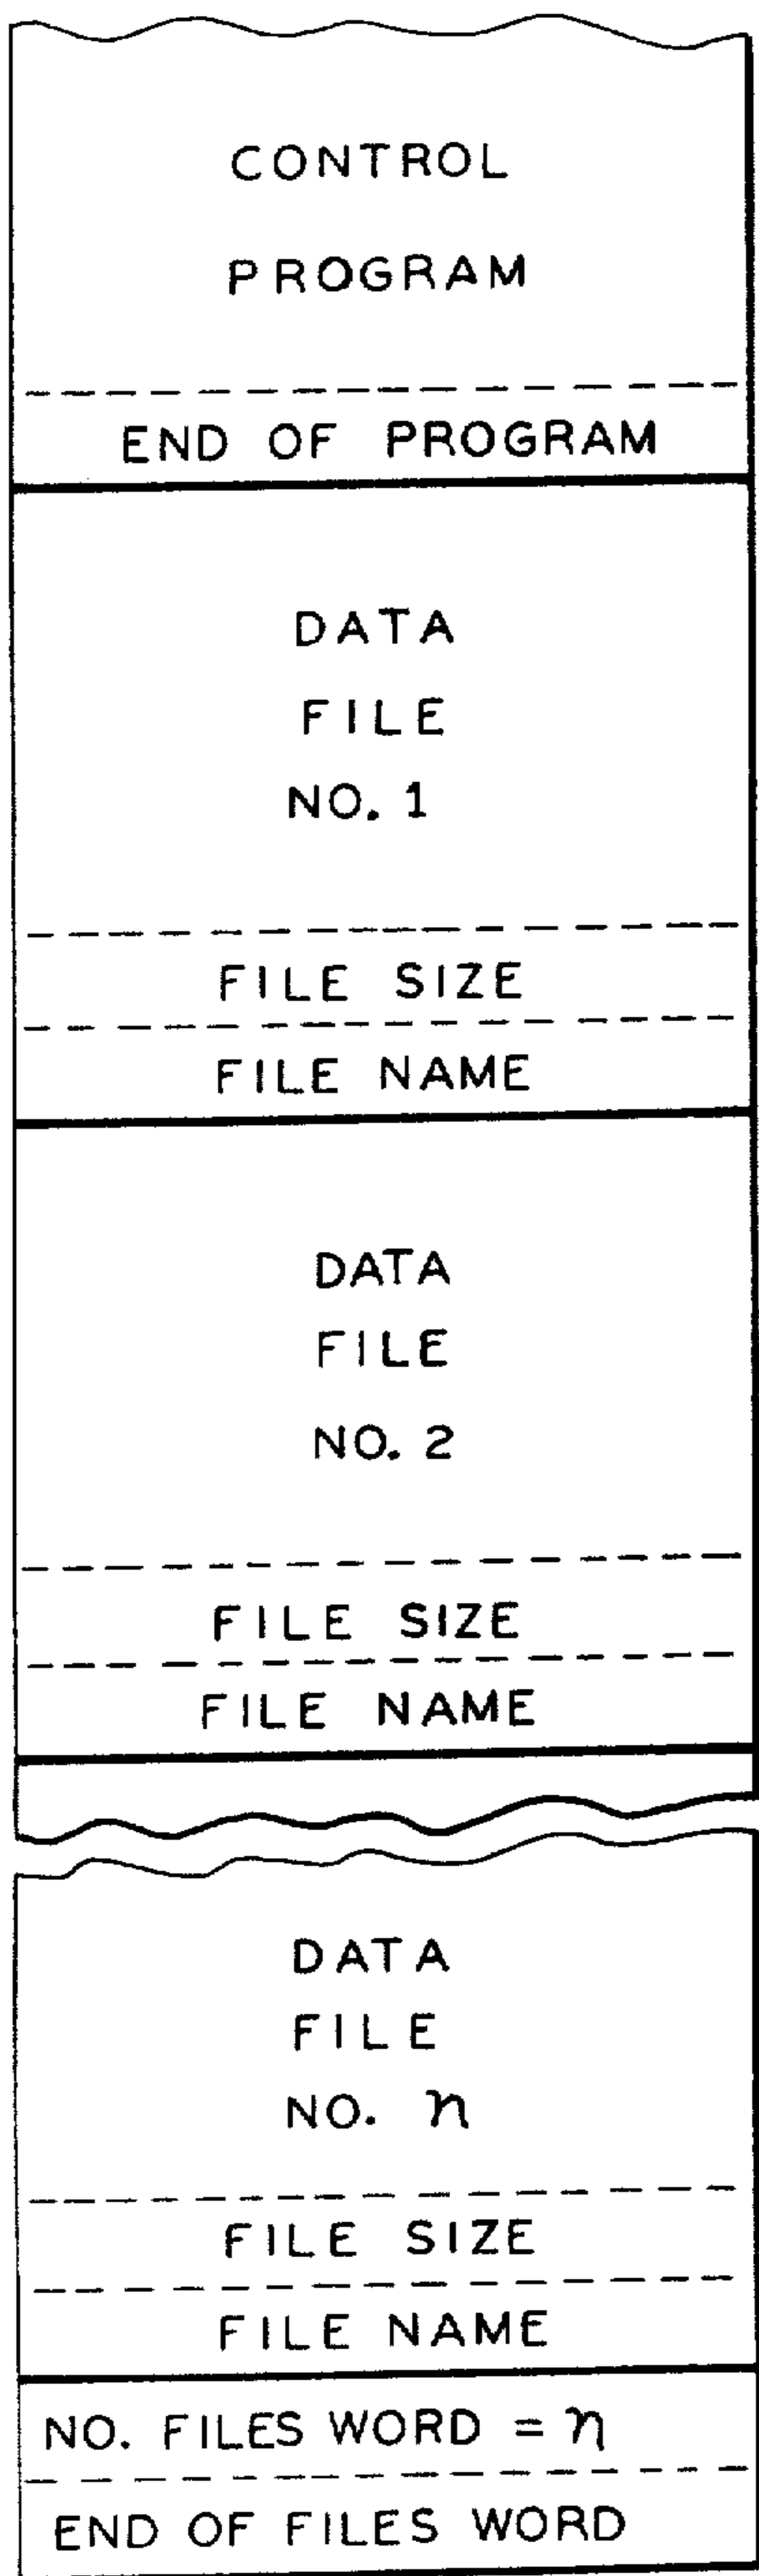 CONTROL
PROGRAM
END OF PROGRAM
DATA
FILE
NO. 1
FILE SIZE
FILE NAME
DATA
FILE
NO. 2
FILE SIZE
FILE NAME
DATA
FILE
NO. n
FILE SIZE
FILE NAME
NO. FILES WORD = n
END OF FILES WORD